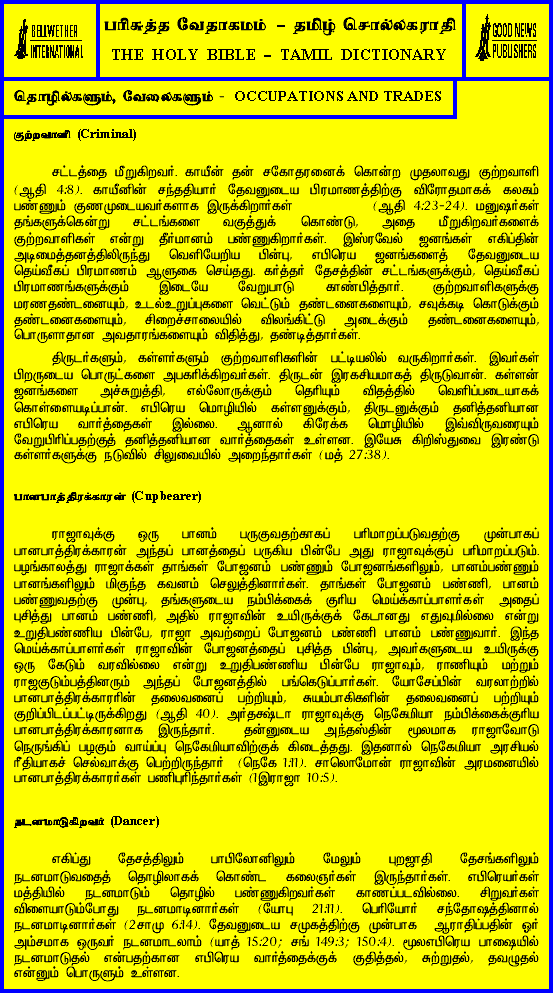 BELLWETHER
INTERNATIONAL
பரிசுத்த வேதாகமம் – தமிழ் சொல்லகராதி
THE HOLY BIBLE – TAMIL DICTIONARY
GOOD NEWS
PUBLISHERS
தொழில்களும், வேலைகளும் - OCCUPATIONS AND TRADES
குற்றவாளி (Criminal)
சட்டத்தை மீறுகிறவர். காயீன் தன் சகோதரனைக் கொன்ற முதலாவது குற்றவாளி
(ஆதி 4:8). காயீனின் சந்ததியார் தேவனுடைய பிரமாணத்திற்கு விரோதமாகக் கலகம்
பண்ணும் குணமுடையவர்களாக இருக்கிறார்கள் (ஆதி 4:23-24). மனுஷர்கள்
தங்களுக்கென்று சட்டங்களை வகுத்துக் கொண்டு, அதை மீறுகிறவர்களைக்
குற்றவாளிகள் என்று தீர்மானம் பண்ணுகிறார்கள். இஸ்ரவேல் ஜனங்கள் எகிப்தின்
அடிமைத்தனத்திலிருந்து வெளியேறிய பின்பு, எபிரெய ஜனங்களைத் தேவனுடைய
தெய்வீகப் பிரமாணம் ஆளுகை செய்தது. கர்த்தர் தேசத்தின் சட்டங்களுக்கும், தெய்வீகப்
பிரமாணங்களுக்கும் இடையே வேறுபாடு காண்பித்தார். குற்றவாளிகளுக்கு
மரணதண்டனையும், உடல்உறுப்புகளை வெட்டும் தண்டனைகளையும், சவுக்கடி கொடுக்கும்
தண்டனைகளையும், சிறைச்சாலையில் விலங்கிட்டு அடைக்கும் தண்டனைகளையும்,
பொருளாதான அவதாரங்களையும் விதித்து, தண்டித்தார்கள்.
திருடர்களும், கள்ளர்களும் குற்றவாளிகளின் பட்டியலில் வருகிறார்கள். இவர்கள்
பிறருடைய பொருட்களை அபகரிக்கிறவர்கள். திருடன் இரகசியமாகத் திருடுவான். கள்ளன்
ஜனங்களை அச்சுறுத்தி, எல்லோருக்கும் தெரியும் விதத்தில் வெளிப்படையாகக்
கொள்ளையடிப்பான். எபிரெய மொழியில் கள்ளனுக்கும், திருடனுக்கும் தனித்தனியான
எபிரெய வார்த்தைகள் இல்லை. ஆனால் கிரேக்க மொழியில் இவ்விருவரையும்
வேறுபிரிப்பதற்குத் தனித்தனியான வார்த்தைகள் உள்ளன. இயேசு கிறிஸ்துவை இரண்டு
கள்ளர்களுக்கு நடுவில் சிலுவையில் அறைந்தார்கள் (மத் 27:38).
பானபாத்திரக்காரன் (Cupbearer)
ராஜாவுக்கு ஒரு பானம் பருகுவதற்காகப் பரிமாறப்படுவதற்கு முன்பாகப்
பானபாத்திரக்காரன் அந்தப் பானத்தைப் பருகிய பின்பே அது ராஜாவுக்குப் பரிமாறப்படும்.
பழங்காலத்து ராஜாக்கள் தாங்கள் போஜனம் பண்ணும் போஜனங்களிலும், பானம்பண்ணும்
பானங்களிலும் மிகுந்த கவனம் செலுத்தினார்கள். தாங்கள் போஜனம் பண்ணி, பானம்
பண்ணுவதற்கு முன்பு, தங்களுடைய நம்பிக்கைக் குரிய மெய்க்காப்பாளர்கள் அதைப்
புசித்து பானம் பண்ணி, அதில் ராஜாவின் உயிருக்குக் கேடானது எதுவுமில்லை என்று
உறுதிபண்ணிய பின்பே, ராஜா அவற்றைப் போஜனம் பண்ணி பானம் பண்ணுவார். இந்த
மெய்க்காப்பாளர்கள் ராஜாவின் போஜனத்தைப் புசித்த பின்பு, அவர்களுடைய உயிருக்கு
ஒரு கேடும் வரவில்லை என்று உறுதிபண்ணிய பின்பே ராஜாவும், ராணியும் மற்றும்
ராஜகுடும்பத்தினரும் அந்தப் போஜனத்தில் பங்கெடுப்பார்கள். யோசேப்பின் வரலாற்றில்
பானபாத்திரக்காரரின் தலைவனைப் பற்றியும், சுயம்பாகிகளின் தலைவனைப் பற்றியும்
குறிப்பிடப்பட்டிருக்கிறது (ஆதி 40). அர்தக்ஷ்டா ராஜாவுக்கு நெகேமியா நம்பிக்கைக்குரிய
பானபாத்திரக்காரனாக இருந்தார். தன்னுடைய அந்தஸ்தின் மூலமாக ராஜாவோடு
நெருங்கிப் பழகும் வாய்ப்பு நெகேமியாவிற்குக் கிடைத்தது. இதனால் நெகேமியா அரசியல்
ரீதியாகச் செல்வாக்கு பெற்றிருந்தார் (நெகே 1:11). சாலொமோன் ராஜாவின் அரமனையில்
பானபாத்திரக்காரர்கள் பணிபுரிந்தார்கள் (1இராஜா 10:5).
நடனமாடுகிறவர் (Dancer)
எகிப்து தேசத்திலும் பாபிலோனிலும் மேலும் புறஜாதி தேசங்களிலும்
நடனமாடுவதைத் தொழிலாகக் கொண்ட கலைஞர்கள் இருந்தார்கள். எபிரெயர்கள்
மத்தியில் நடனமாடும் தொழில் பண்ணுகிறவர்கள் காணப்படவில்லை. சிறுவர்கள்
விளையாடும்போது நடனமாடினார்கள் (யோபு 21:11). பெரியோர் சந்தோஷத்தினால்
நடனமாடினார்கள் (2சாமு 6:14). தேவனுடைய சமுகத்திற்கு முன்பாக ஆராதிப்பதின் ஓர்
அம்சமாக ஒருவர் நடனமாடலாம் (யாத் 15:20; சங் 149:3; 150:4). மூலஎபிரெய பாஷையில்
நடனமாடுதல் என்பதற்கான எபிரெய வார்த்தைக்குக் குதித்தல், சுற்றுதல், தவழுதல்
என்னும் பொருளும் உள்ளன.